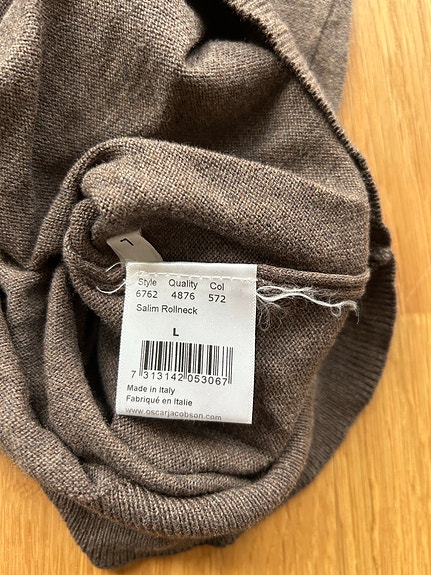 Style Quality Col
6762 4876 572
Salim Rollneck
L
7 313142 053067
Made in Italy
Fabriqué en Italie
www.oscarjacobson.com